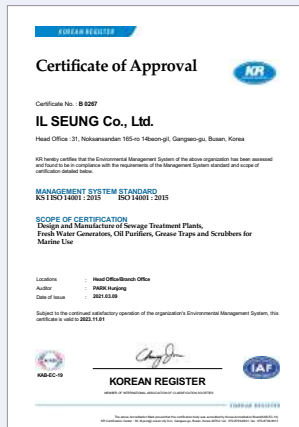 KOREAN REGISTER
Certificate of Approval
KR
Certificate No. : B 0267
IL SEUNG Co., Ltd.
Head Office : 31, Noksansandan 165-ro 14beon-gil, Gangseo-gu, Busan, Korea
KR hereby certifies that the Environmental Management System of the above organization has been assessed
and found to be in compliance with the requirements of the Management System standard and scope of
certification detailed below.
MANAGEMENT SYSTEM STANDARD
KS I ISO 14001 : 2015 ISO 14001 : 2015
SCOPE OF CERTIFICATION
Design and Manufacture of Sewage Treatment Plants,
Fresh Water Generators, Oil Purifiers, Grease Traps and Scrubbers for
Marine Use
Locations : Head Office/Branch Office
Auditor : PARK Hunjong
Date of Issue : 2021.03.09
Subject to the continued satisfactory operation of the organization's Environmental Management System, this
certificate is valid to 2023.11.01
KAB
KAB-EC-19
IAF
KOREAN REGISTER
MEMBER OF INTERNATIONAL ASSOCIATION OF CLASSIFICATION SOCIETIES
KOREAN REGISTER